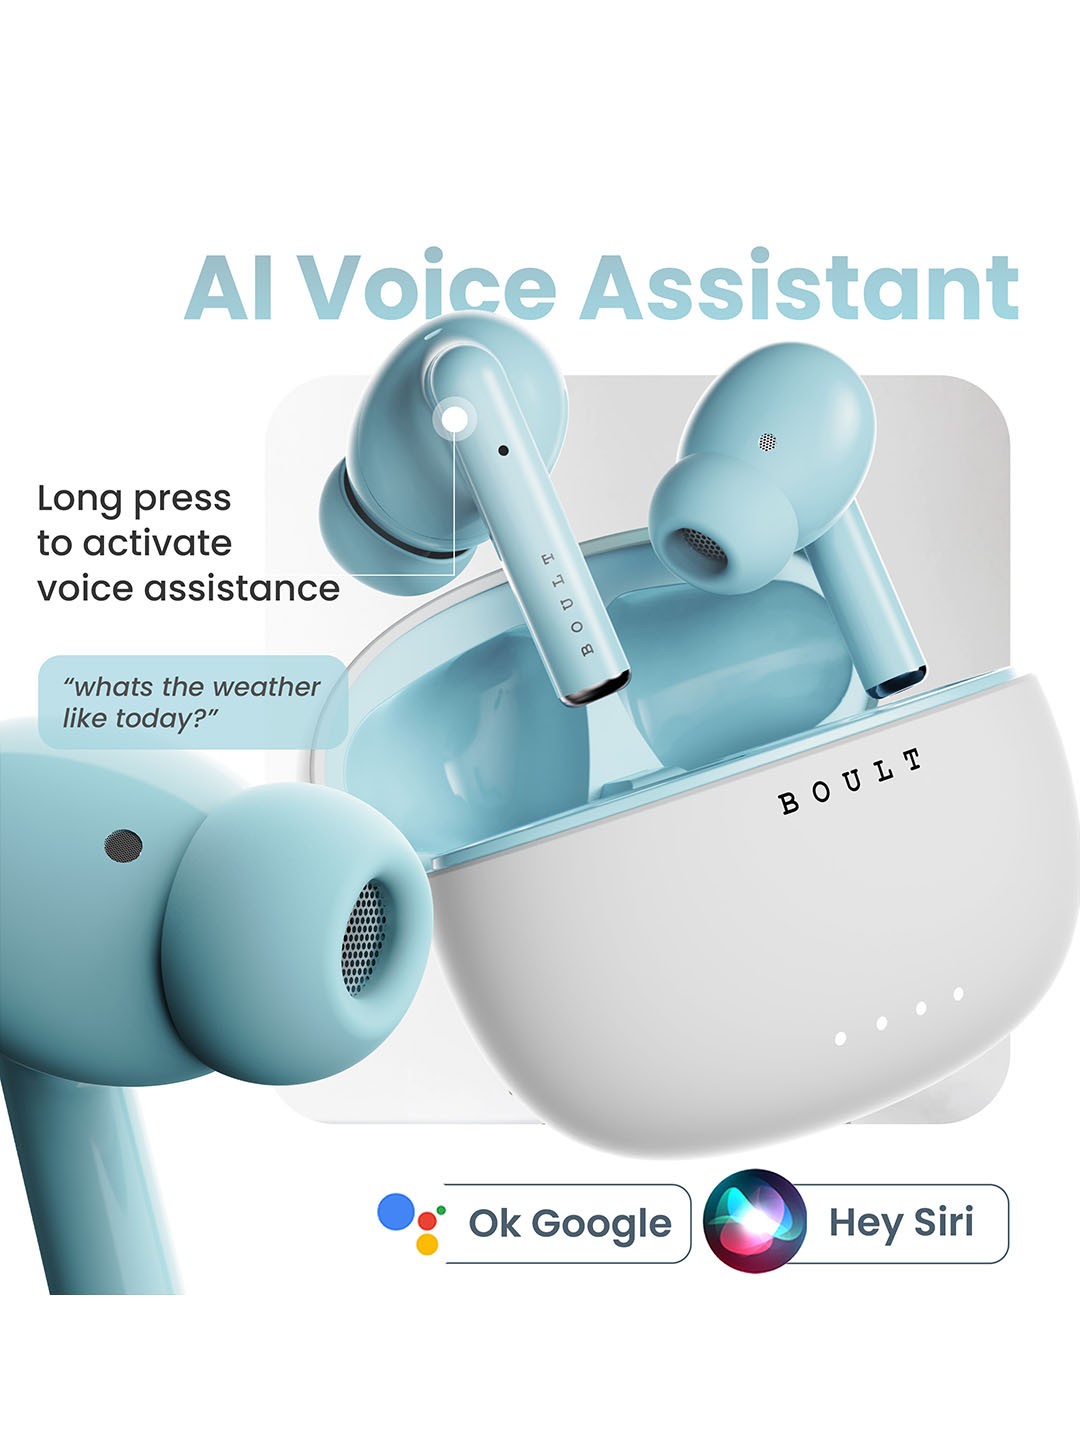 AI Voice Assistant
Long press
to activate
voice assistance
“whats the weather
like today?”
BOULT
BOULT
Ok Google
Hey Siri